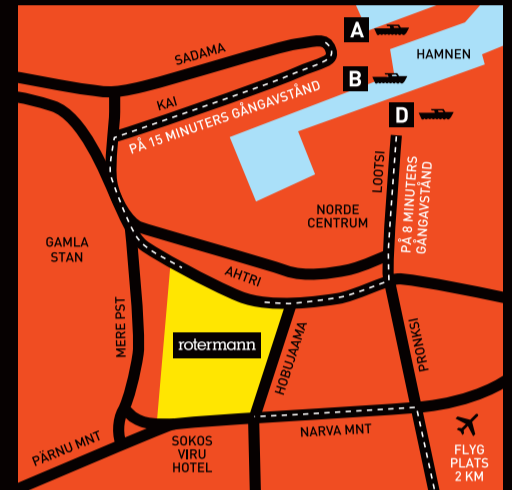 A
SADAMA
HAMNEN
B
KAI
PÅ 15 MINUTERS GÅNGAVSTÅND
D
LOOTSI
PÅ 8 MINUTERS
GÅNGAVSTÅND
NORDE
CENTRUM
GAMLA
STAN
AHTRI
MERE PST
rotermann
HOBUJAAMA
PRONKSI
NARVA MNT
PÄRNU MNT
SOKOS
VIRU
HOTEL
FLYG
PLATS
2 KM